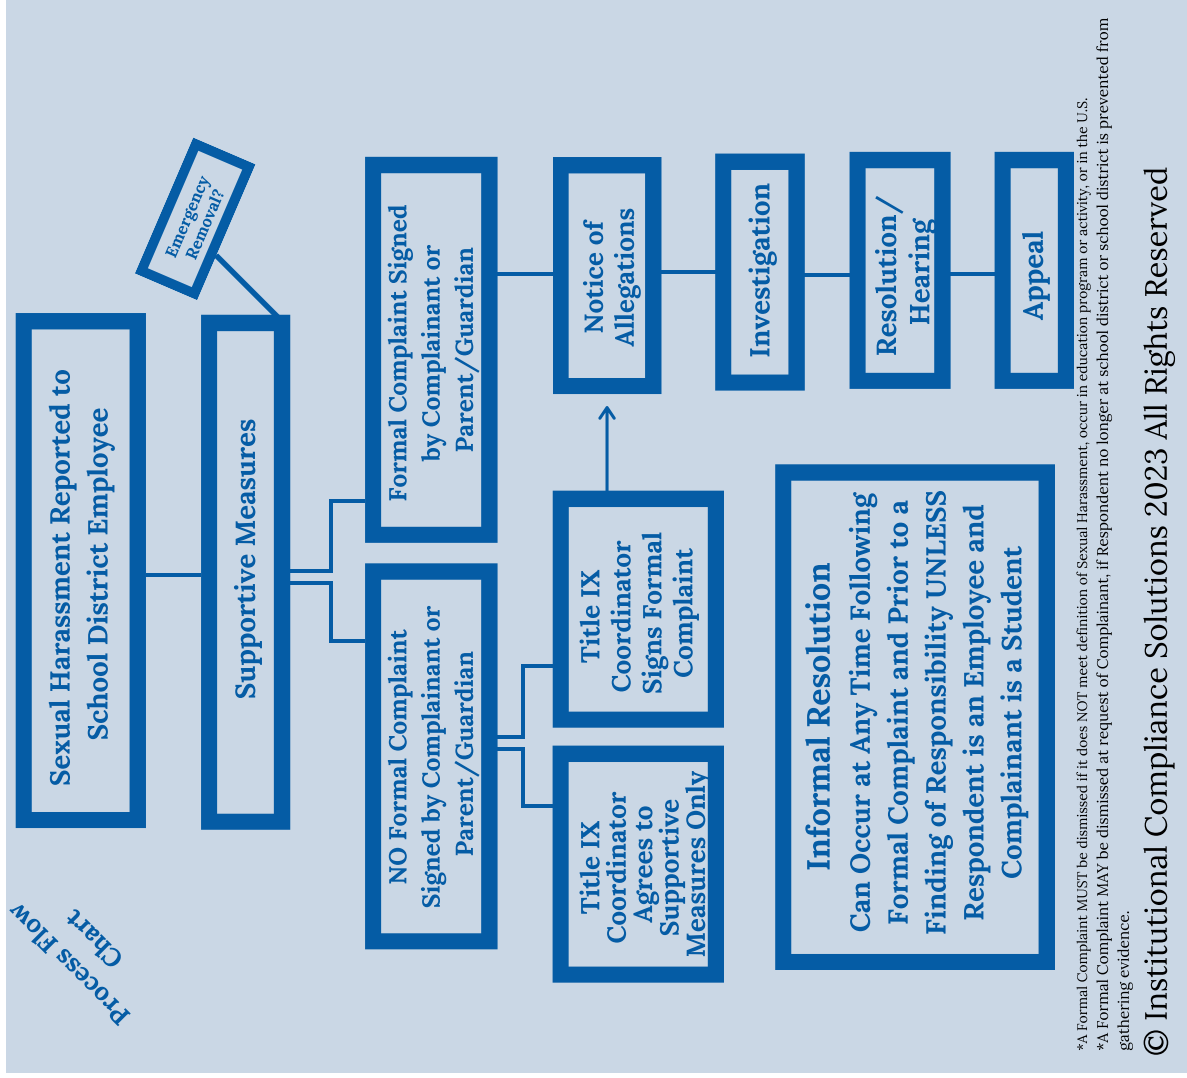 Process Flow
Chart
Sexual Harassment Reported to
School District Employee
Emergency
Removal?
Supportive Measures
NO Formal Complaint
Signed by Complainant or
Parent/Guardian
Formal Complaint Signed
by Complainant or
Parent/Guardian
Title IX
Coordinator
Agrees to
Supportive
Measures Only
Title IX
Coordinator
Signs Formal
Complaint
Notice of
Allegations
Investigation
Resolution/
Hearing
Appeal
Informal Resolution
Can Occur at Any Time Following
Formal Complaint and Prior to a
Finding of Responsibility UNLESS
Respondent is an Employee and
Complainant is a Student
*A Formal Complaint MUST be dismissed if it does NOT meet definition of Sexual Harassment, occur in education program or activity, or in the U.S.
*A Formal Complaint MAY be dismissed at request of Complainant, if Respondent no longer at school district or school district is prevented from
gathering evidence.
© Institutional Compliance Solutions 2023 All Rights Reserved